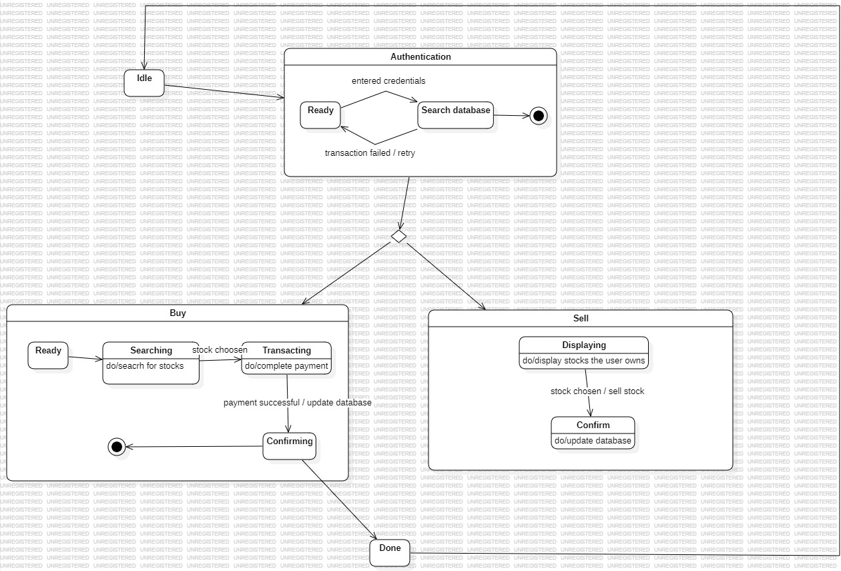 Authentication
entered credentials
Idle
Ready
Search database
transaction failed / retry
Buy
Sell
Ready
Searching
do/seacrh for stocks
stock choosen
Transacting
do/complete payment
payment successful / update database
Confirming
Displaying
do/display stocks the user owns
stock chosen / sell stock
Confirm
do/update database
Done